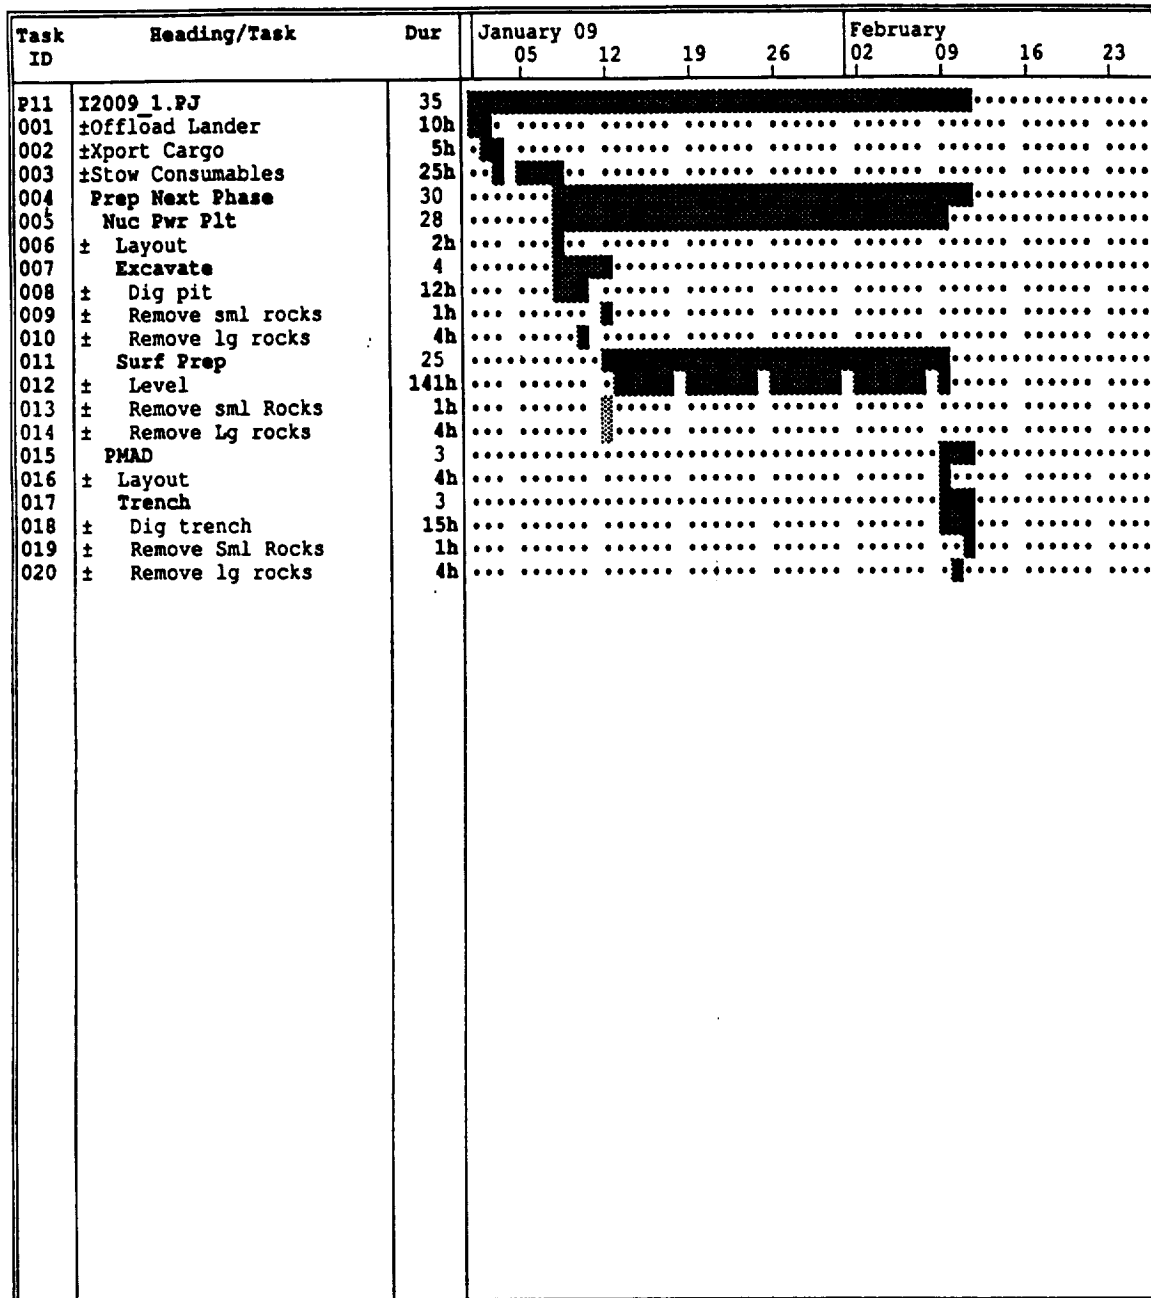 Task Heading/Task Dur January 09 February
ID 05 12 19 26 02 09 16 23
P11 I2009_1.PJ 35
001 ±Offload Lander 10h
002 ±Xport Cargo 5h
003 ±Stow Consumables 25h
004 Prep Next Phase 30
005 Nuc Pwr Plt 28
006 ± Layout 2h
007 Excavate 4
008 ± Dig pit 12h
009 ± Remove sml rocks 1h
010 ± Remove lg rocks 4h
011 Surf Prep 25
012 ± Level 141h
013 ± Remove sml Rocks 1h
014 ± Remove Lg rocks 4h
015 PMAD 3
016 ± Layout 4h
017 Trench 3
018 ± Dig trench 15h
019 ± Remove Sml Rocks 1h
020 ± Remove lg rocks 4h